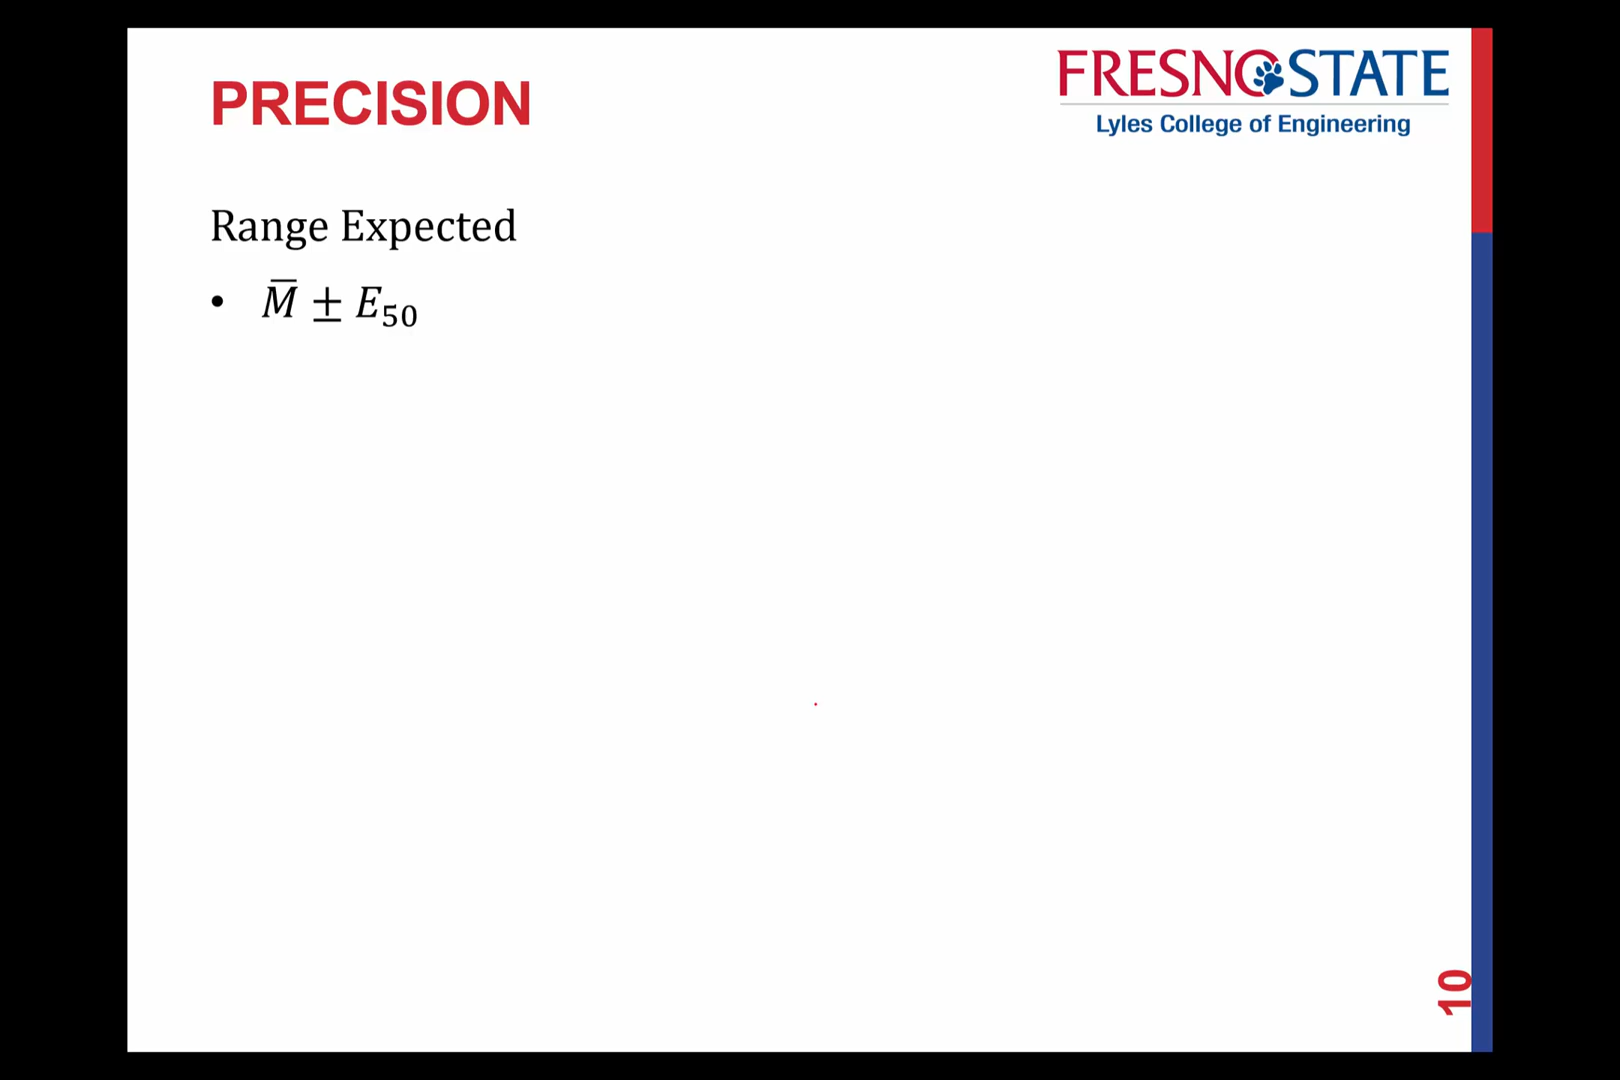 PRECISION
FRESNO STATE
Lyles College of Engineering
Range Expected
• M̅ ± E₅₀
10